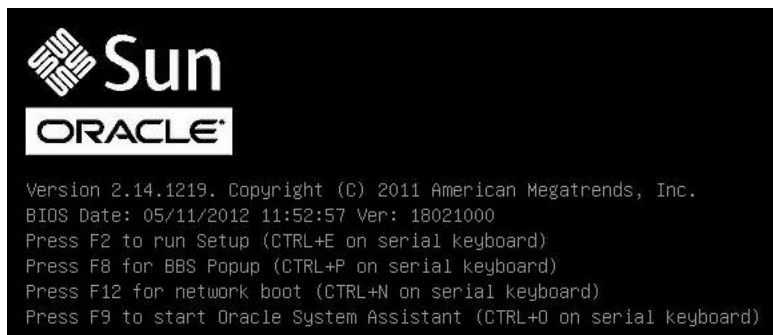 Sun
ORACLE
Version 2.14.1219. Copyright (C) 2011 American Megatrends, Inc.
BIOS Date: 05/11/2012 11:52:57 Ver: 18021000
Press F2 to run Setup (CTRL+E on serial keyboard)
Press F8 for BBS Popup (CTRL+P on serial keyboard)
Press F12 for network boot (CTRL+N on serial keyboard)
Press F9 to start Oracle System Assistant (CTRL+O on serial keyboard)